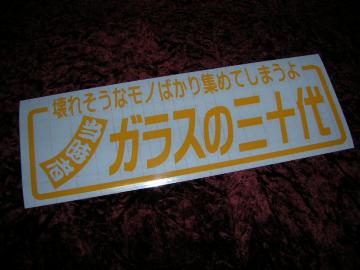 壊れそうなモノばかり集めてしまうよ
ガラスの三十代